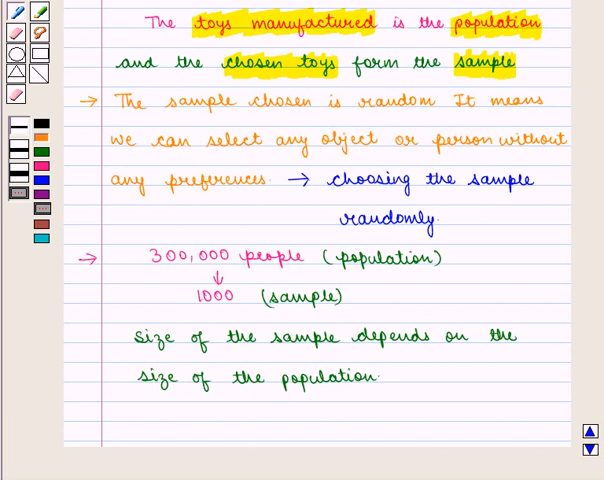 The toys manufactured is the population
and the chosen toys form the sample
→ The sample chosen is random It means
we can select any object or person without
any preferences. → choosing the sample
randomly.
→ 300,000 people (population)
↓
1000 (sample)
Size of the sample depends on the
size of the population.